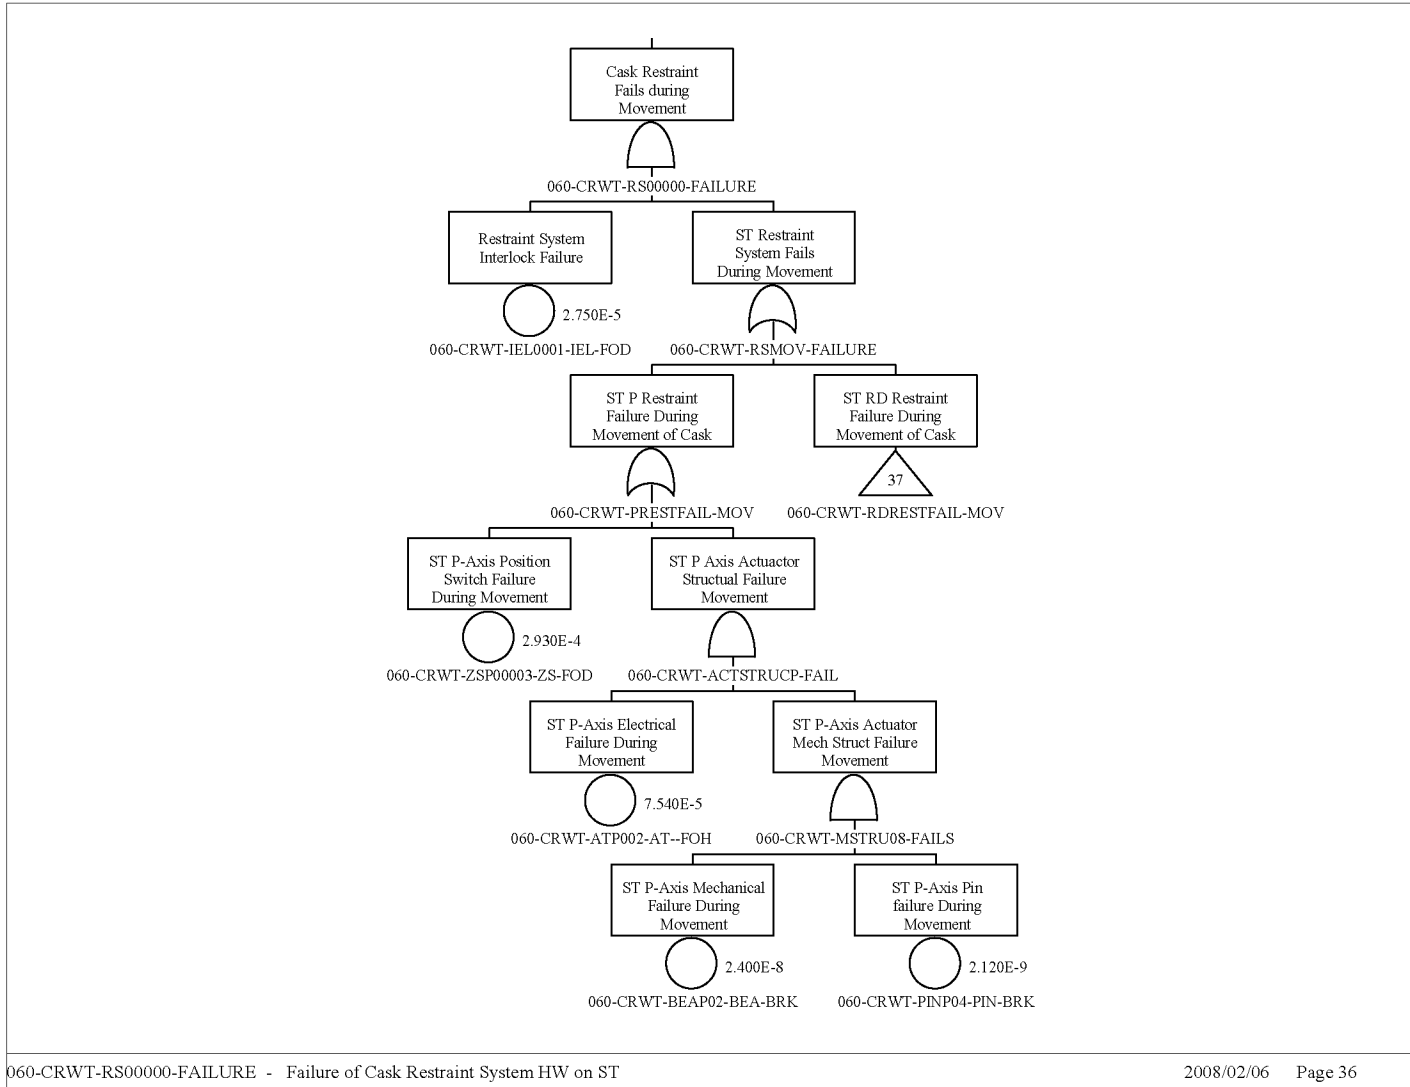 Cask Restraint
Fails during
Movement
060-CRWT-RS00000-FAILURE
Restraint System
Interlock Failure
2.750E-5
060-CRWT-IEL0001-IEL-FOD
ST Restraint
System Fails
During Movement
060-CRWT-RSMOV-FAILURE
ST P Restraint
Failure During
Movement of Cask
060-CRWT-PRESTFAIL-MOV
ST RD Restraint
Failure During
Movement of Cask
37
060-CRWT-RDRESTFAIL-MOV
ST P-Axis Position
Switch Failure
During Movement
2.930E-4
060-CRWT-ZSP00003-ZS-FOD
ST P Axis Actuactor
Structual Failure
Movement
060-CRWT-ACTSTRUCP-FAIL
ST P-Axis Electrical
Failure During
Movement
7.540E-5
060-CRWT-ATP002-AT--FOH
ST P-Axis Actuator
Mech Struct Failure
Movement
060-CRWT-MSTRU08-FAILS
ST P-Axis Mechanical
Failure During
Movement
2.400E-8
060-CRWT-BEAP02-BEA-BRK
ST P-Axis Pin
failure During
Movement
2.120E-9
060-CRWT-PINP04-PIN-BRK
060-CRWT-RS00000-FAILURE - Failure of Cask Restraint System HW on ST
2008/02/06 Page 36